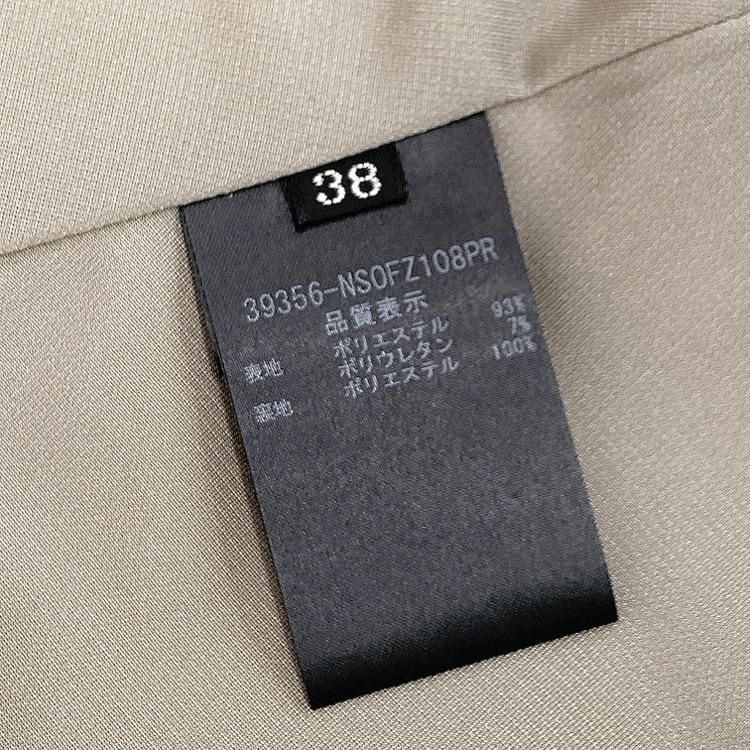 38
39356-NSOFZ108PR
品質表示
表地 ポリエステル 93%
ポリウレタン 7%
裏地 ポリエステル 100%